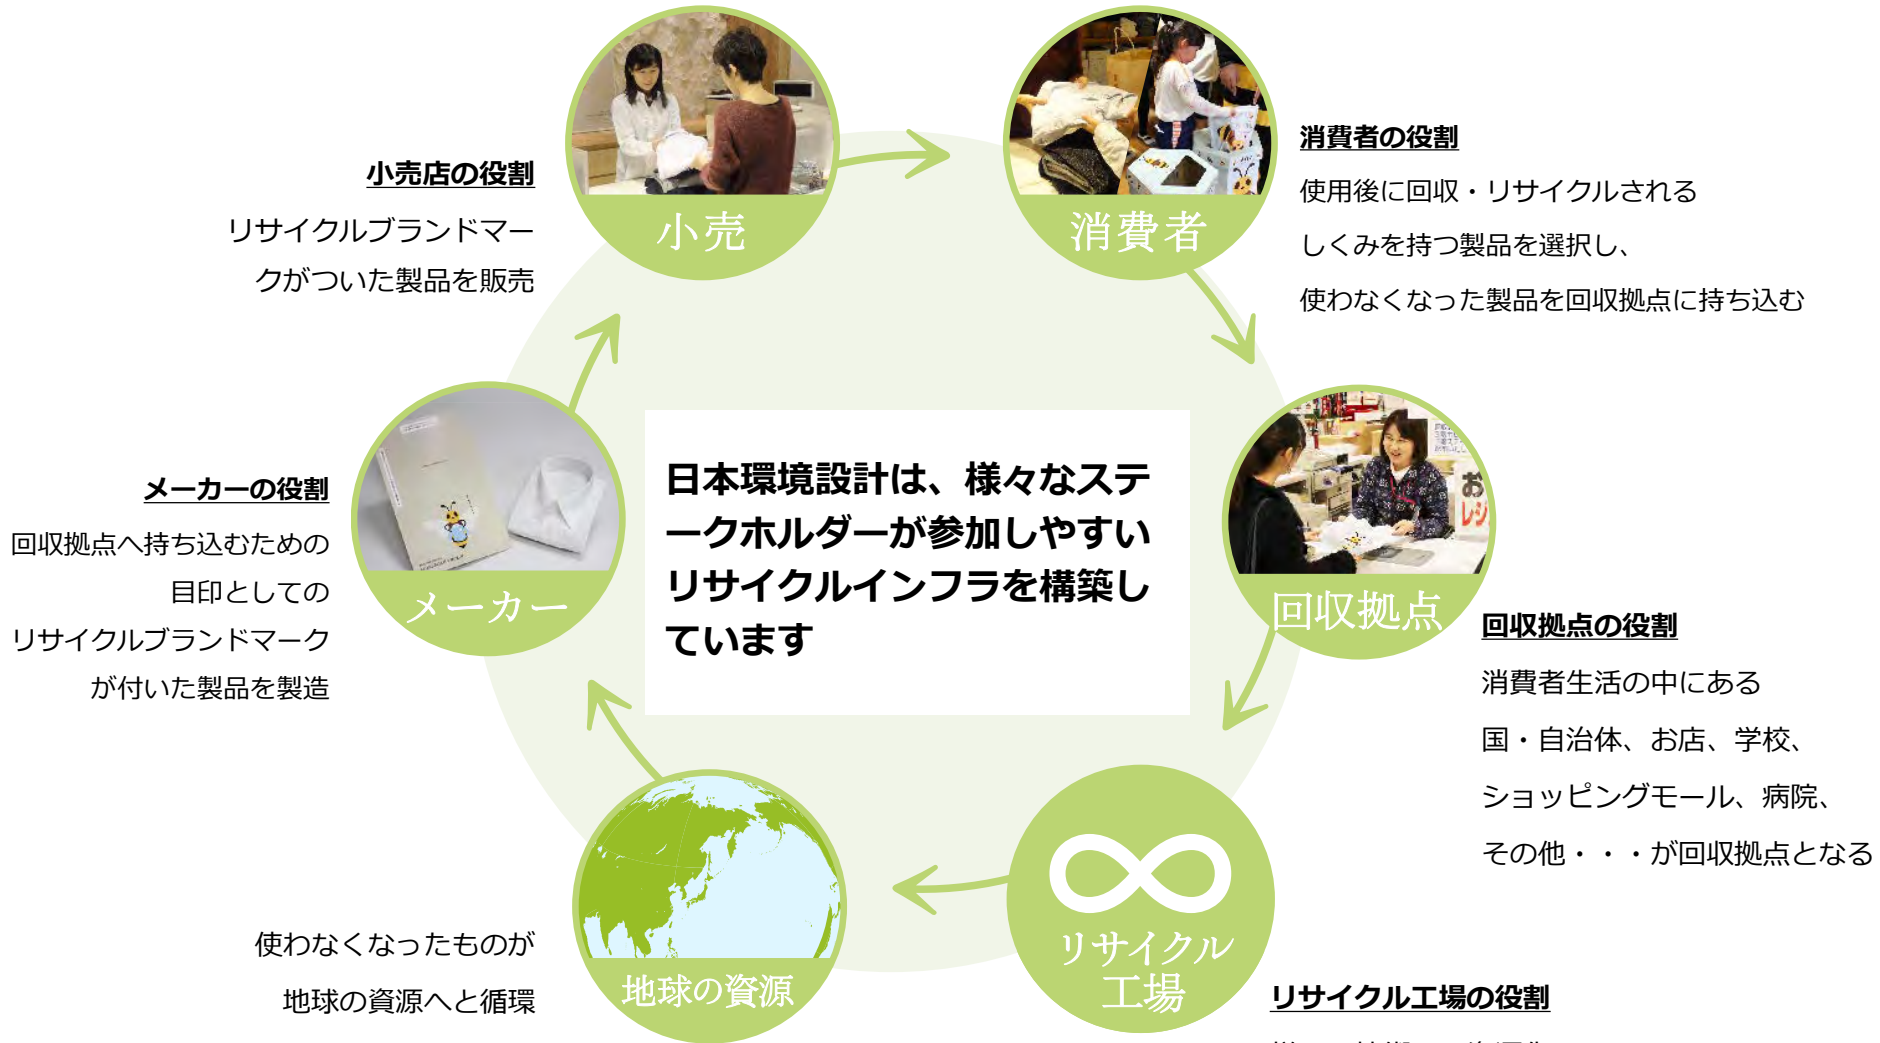 小売
消費者
小売店の役割
リサイクルブランドマー
クがついた製品を販売
消費者の役割
使用後に回収・リサイクルされる
しくみを持つ製品を選択し、
使わなくなった製品を回収拠点に持ち込む
メーカー
メーカーの役割
回収拠点へ持ち込むための
目印としての
リサイクルブランドマーク
が付いた製品を製造
日本環境設計は、様々なステ
ークホルダーが参加しやすい
リサイクルインフラを構築し
ています
お
レジ
回収拠点
回収拠点の役割
消費者生活の中にある
国・自治体、お店、学校、
ショッピングモール、病院、
その他・・・が回収拠点となる
使わなくなったものが
地球の資源へと循環
地球の資源
リサイクル
工場
リサイクル工場の役割